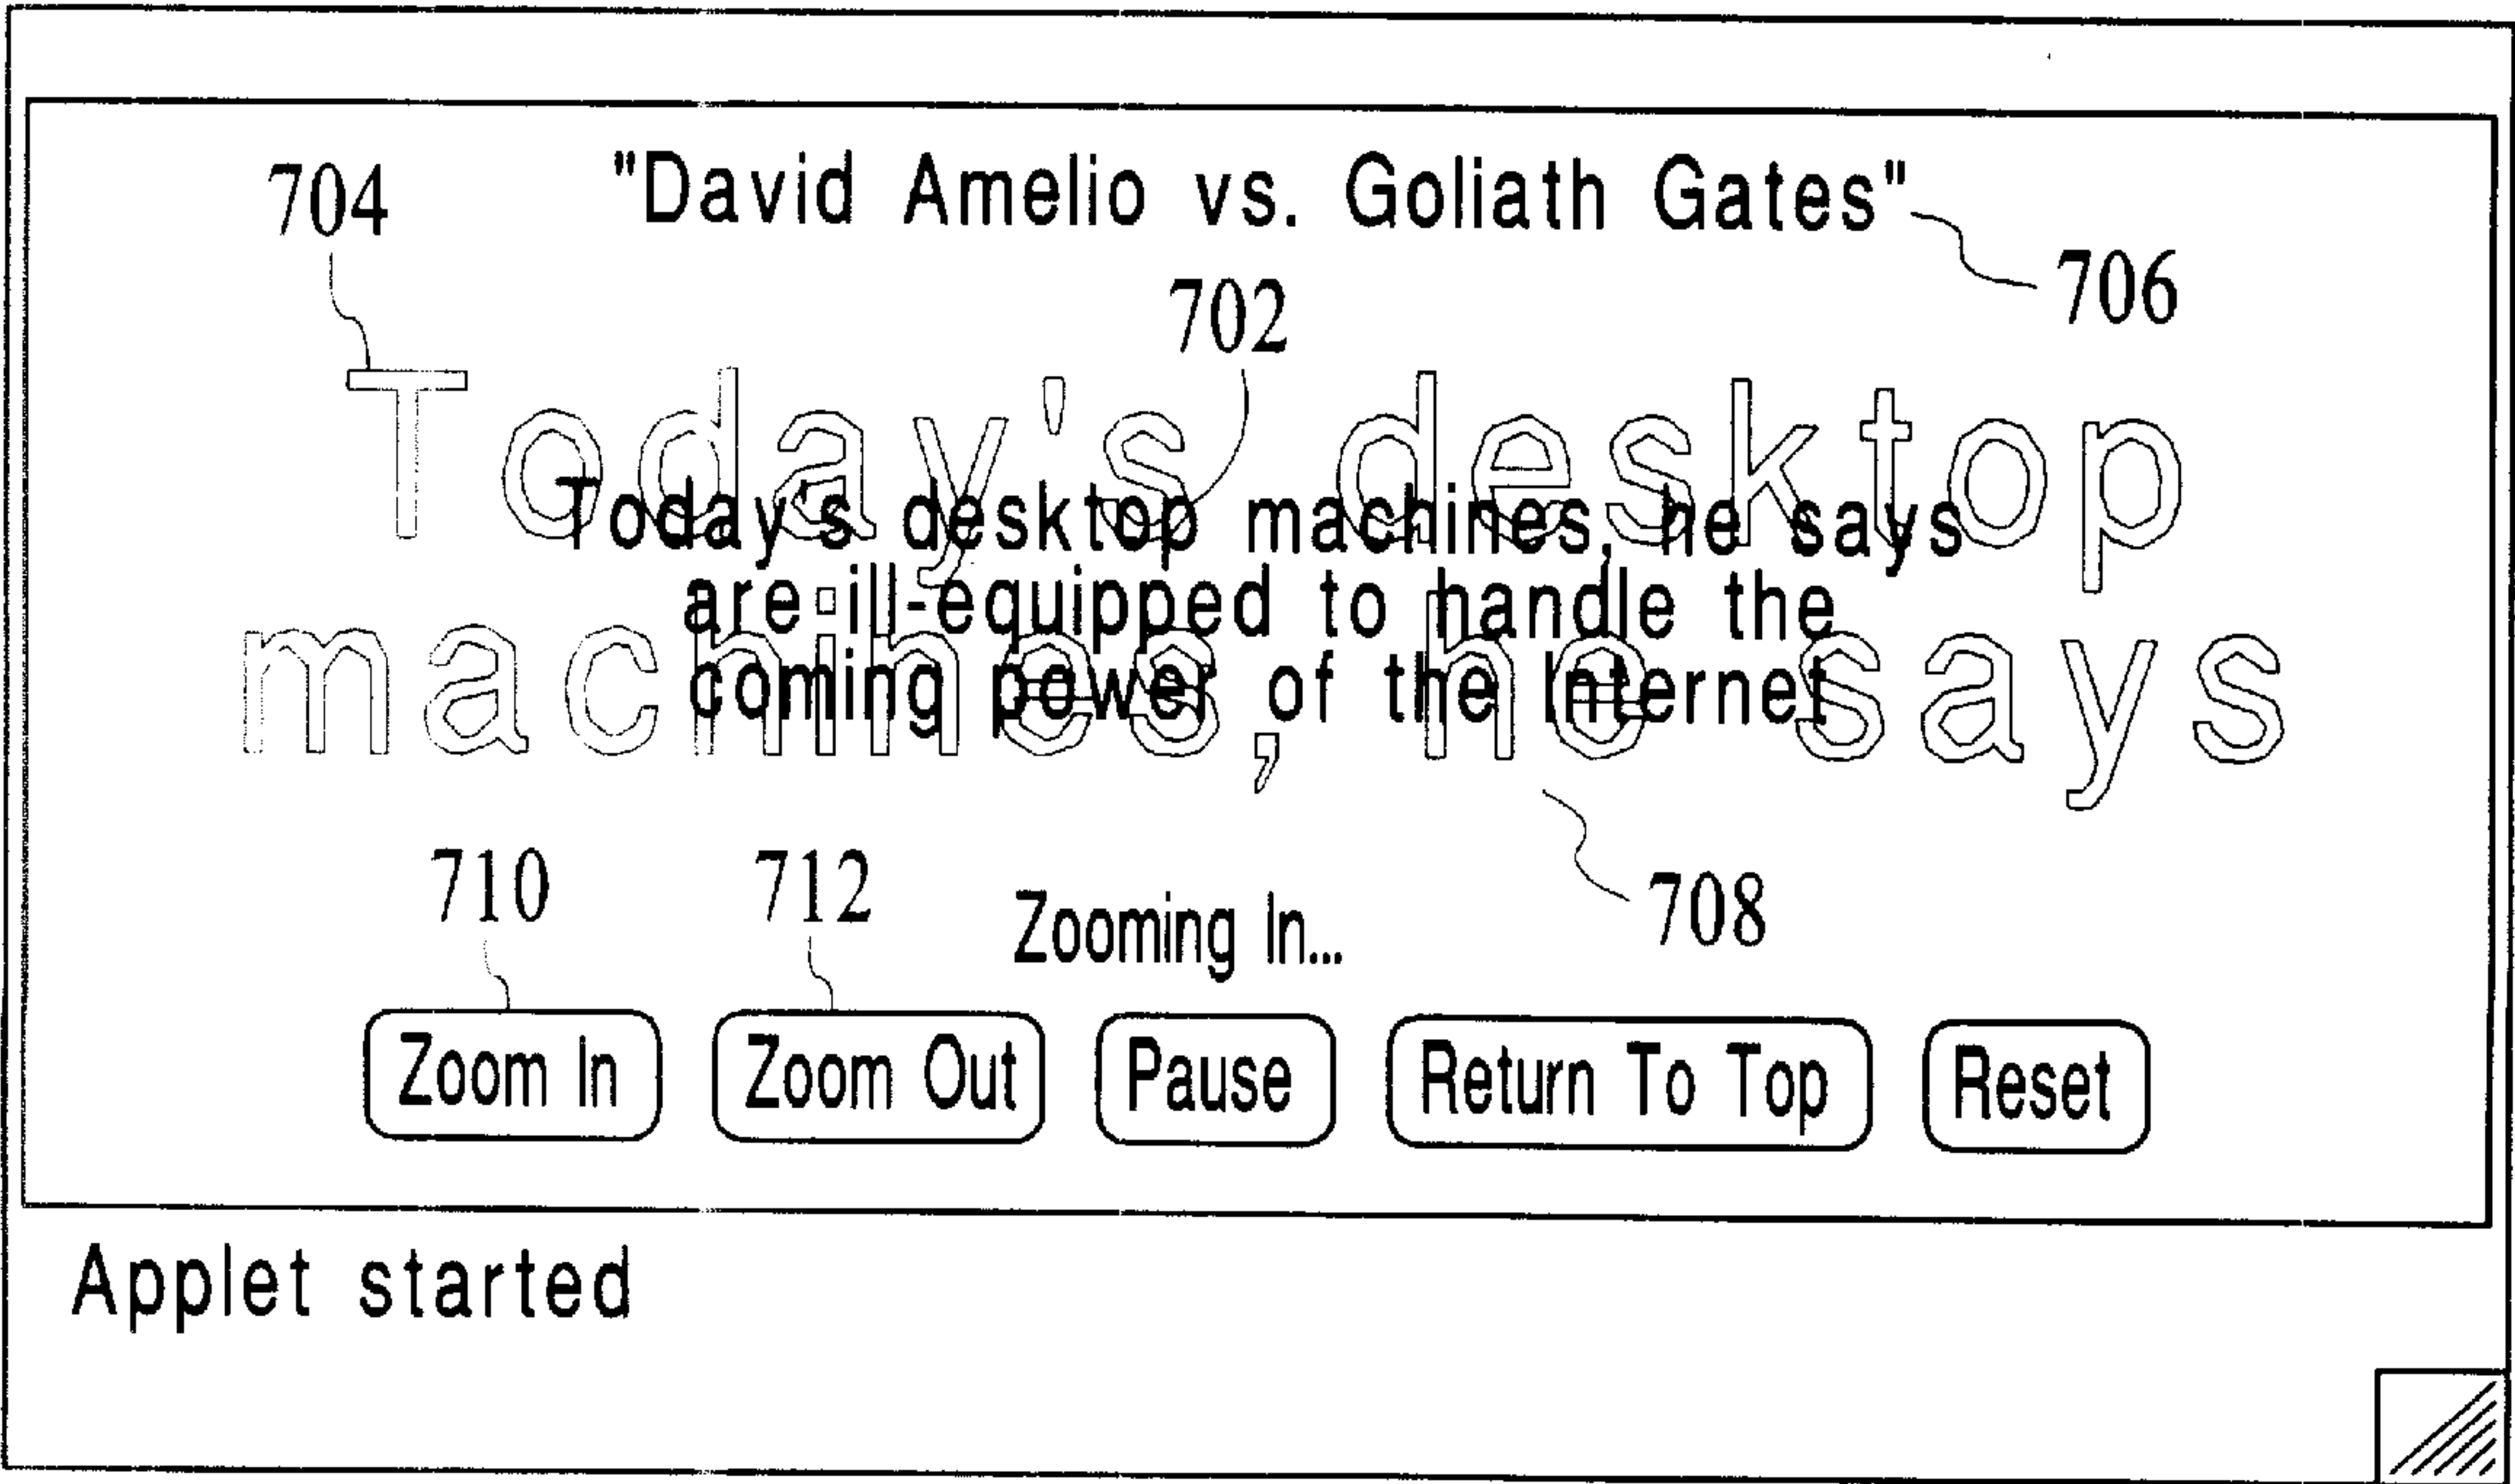 704
"David Amelio vs. Goliath Gates"
706
702
Today's desktop
machines, he says
Today's desktop machines, he says
are ill-equipped to handle the
coming power of the Internet
708
710
712
Zooming In...
Zoom In
Zoom Out
Pause
Return To Top
Reset
Applet started